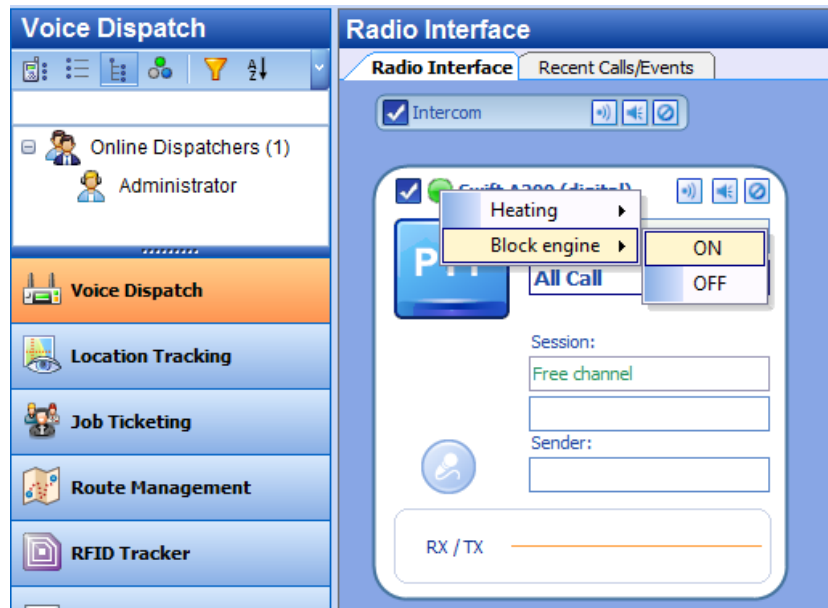 Voice Dispatch
Online Dispatchers (1)
Administrator
Voice Dispatch
Location Tracking
Job Ticketing
Route Management
RFID Tracker
Radio Interface
Radio Interface
Recent Calls/Events
Intercom
Heating
Block engine
ON
OFF
All Call
Session:
Free channel
Sender:
RX / TX